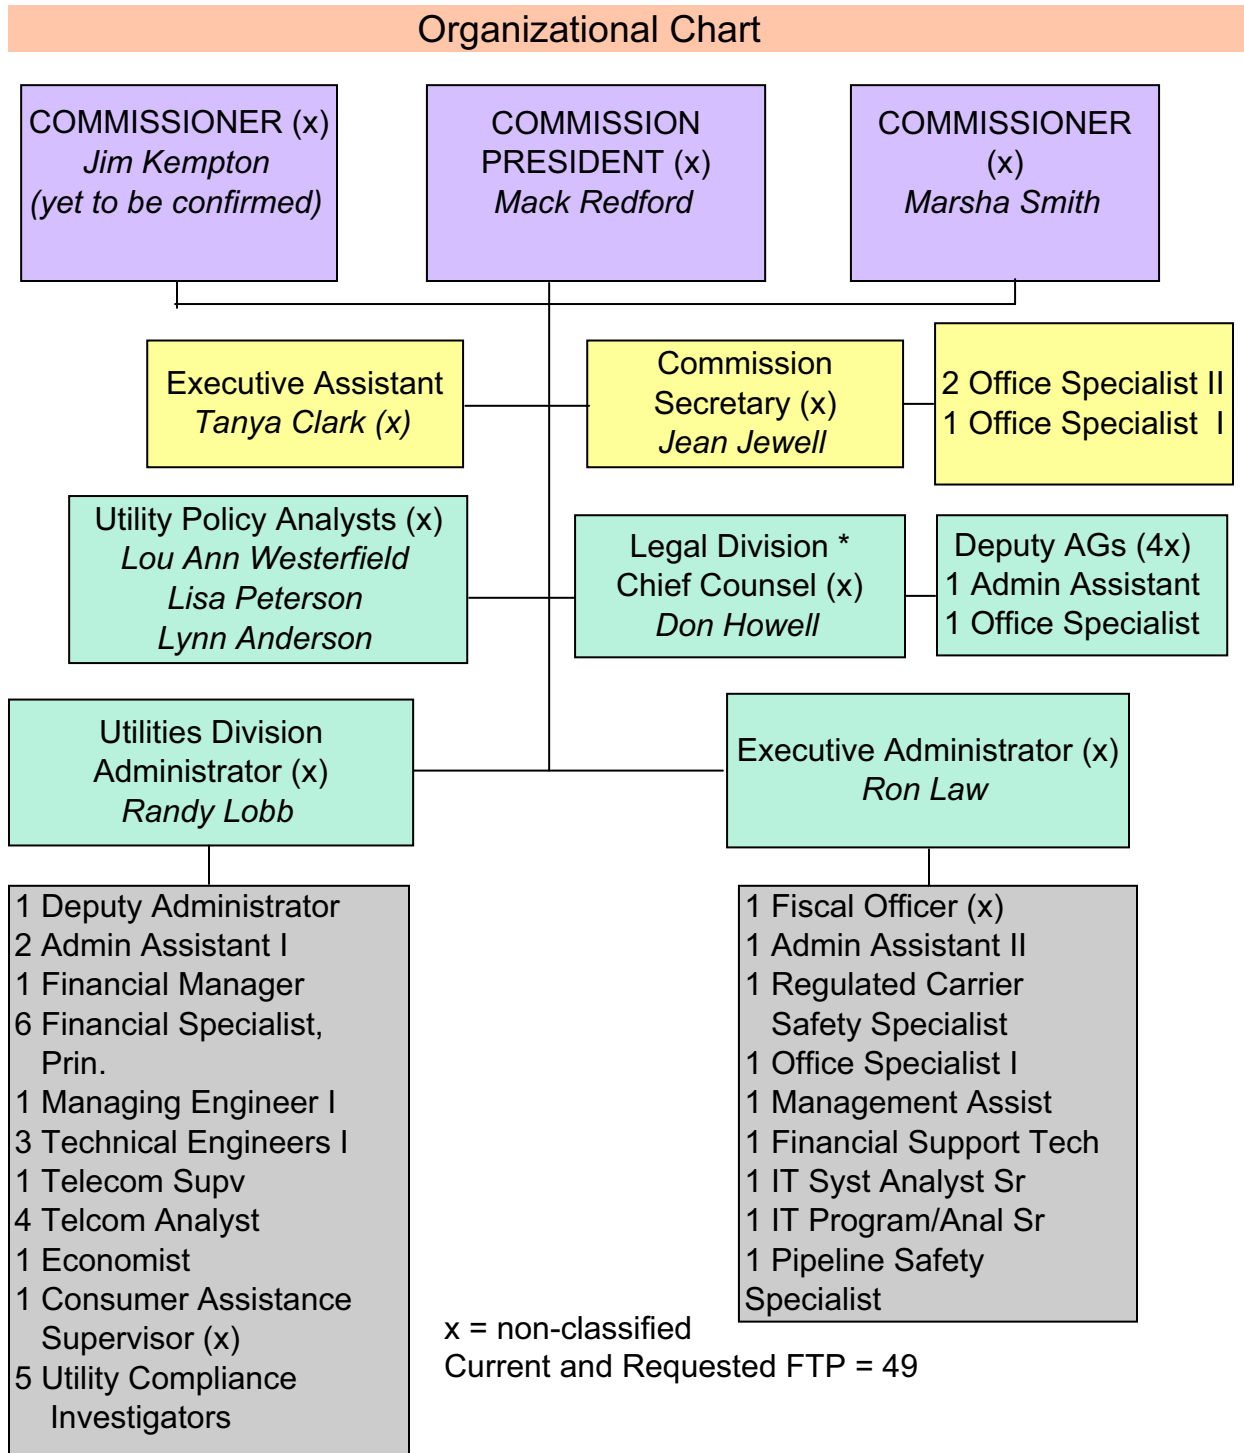 Organizational Chart
COMMISSIONER (x)
Jim Kempton
(yet to be confirmed)
COMMISSION
PRESIDENT (x)
Mack Redford
COMMISSIONER
(x)
Marsha Smith
Executive Assistant
Tanya Clark (x)
Commission
Secretary (x)
Jean Jewell
2 Office Specialist II
1 Office Specialist I
Utility Policy Analysts (x)
Lou Ann Westerfield
Lisa Peterson
Lynn Anderson
Legal Division *
Chief Counsel (x)
Don Howell
Deputy AGs (4x)
1 Admin Assistant
1 Office Specialist
Utilities Division
Administrator (x)
Randy Lobb
Executive Administrator (x)
Ron Law
1 Deputy Administrator
2 Admin Assistant I
1 Financial Manager
6 Financial Specialist,
Prin.
1 Managing Engineer I
3 Technical Engineers I
1 Telecom Supv
4 Telcom Analyst
1 Economist
1 Consumer Assistance
Supervisor (x)
5 Utility Compliance
Investigators
1 Fiscal Officer (x)
1 Admin Assistant II
1 Regulated Carrier
Safety Specialist
1 Office Specialist I
1 Management Assist
1 Financial Support Tech
1 IT Syst Analyst Sr
1 IT Program/Anal Sr
1 Pipeline Safety
Specialist
x = non-classified
Current and Requested FTP = 49